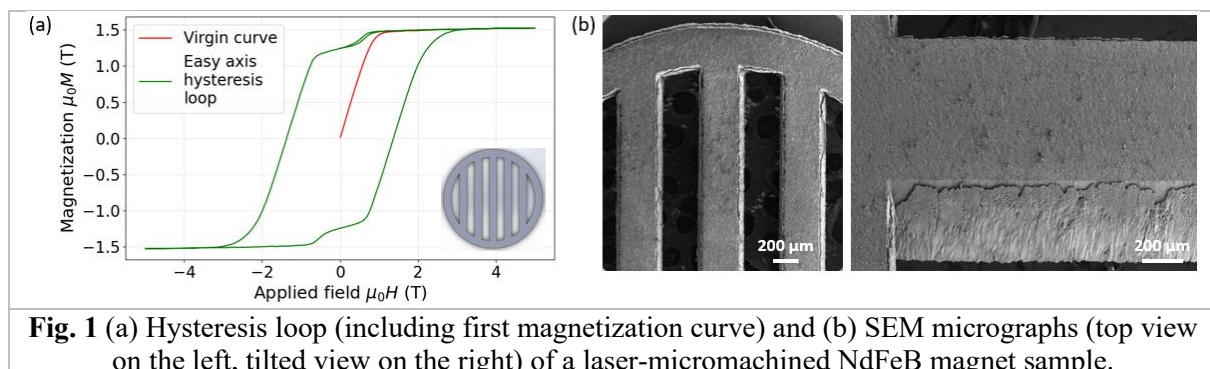 (a)
1.5
1.0
0.5
0.0
−0.5
−1.0
−1.5
Magnetization μ₀M (T)
Virgin curve
Easy axis
hysteresis
loop
−4
−2
0
2
4
Applied field μ₀H (T)
(b)
200 μm
200 μm
Fig. 1 (a) Hysteresis loop (including first magnetization curve) and (b) SEM micrographs (top view
on the left, tilted view on the right) of a laser-micromachined NdFeB magnet sample.